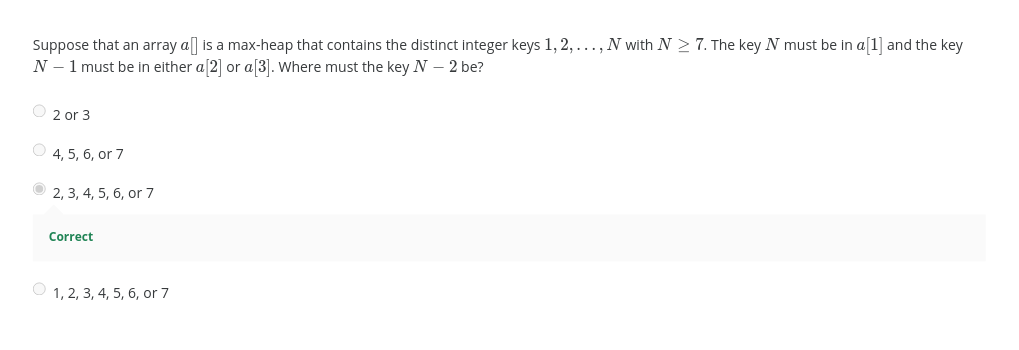 Suppose that an array a[] is a max-heap that contains the distinct integer keys 1, 2, . . . , N with N ≥ 7. The key N must be in a[1] and the key
N − 1 must be in either a[2] or a[3]. Where must the key N − 2 be?
2 or 3
4, 5, 6, or 7
2, 3, 4, 5, 6, or 7
Correct
1, 2, 3, 4, 5, 6, or 7